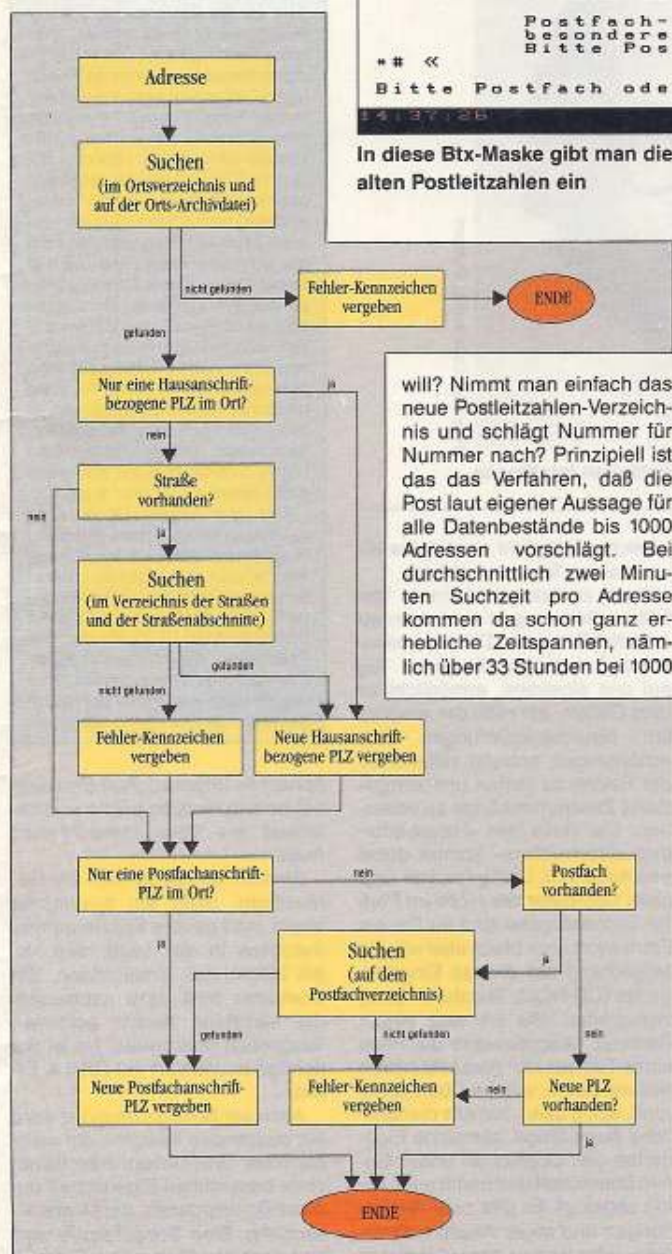 Postfach-
besondere
Bitte Pos
*# «
Bitte Postfach ode
14:37:26
In diese Btx-Maske gibt man die
alten Postleitzahlen ein
Adresse
Suchen
(im Ortsverzeichnis und
auf der Orts-Archivdatei)
nicht gefunden
Fehler-Kennzeichen
vergeben
ENDE
gefunden
Nur eine Hausanschrift-
bezogene PLZ im Ort?
ja
nein
Straße
vorhanden?
nein
ja
Suchen
(im Verzeichnis der Straßen
und der Straßenabschnitte)
gefunden
nicht gefunden
Fehler-Kennzeichen
vergeben
Neue Hausanschrift-
bezogene PLZ vergeben
Nur eine Postfachanschrift-
PLZ im Ort?
nein
Postfach
vorhanden?
ja
ja
Suchen
(auf dem
Postfachverzeichnis)
gefunden
nicht gefunden
nein
Neue Postfachanschrift-
PLZ vergeben
Fehler-Kennzeichen
vergeben
nein
Neue PLZ
vorhanden?
ja
ENDE
will? Nimmt man einfach das
neue Postleitzahlen-Verzeich-
nis und schlägt Nummer für
Nummer nach? Prinzipiell ist
das das Verfahren, daß die
Post laut eigener Aussage für
alle Datenbestände bis 1000
Adressen vorschlägt. Bei
durchschnittlich zwei Minu-
ten Suchzeit pro Adresse
kommen da schon ganz er-
hebliche Zeitspannen, näm-
lich über 33 Stunden bei 1000